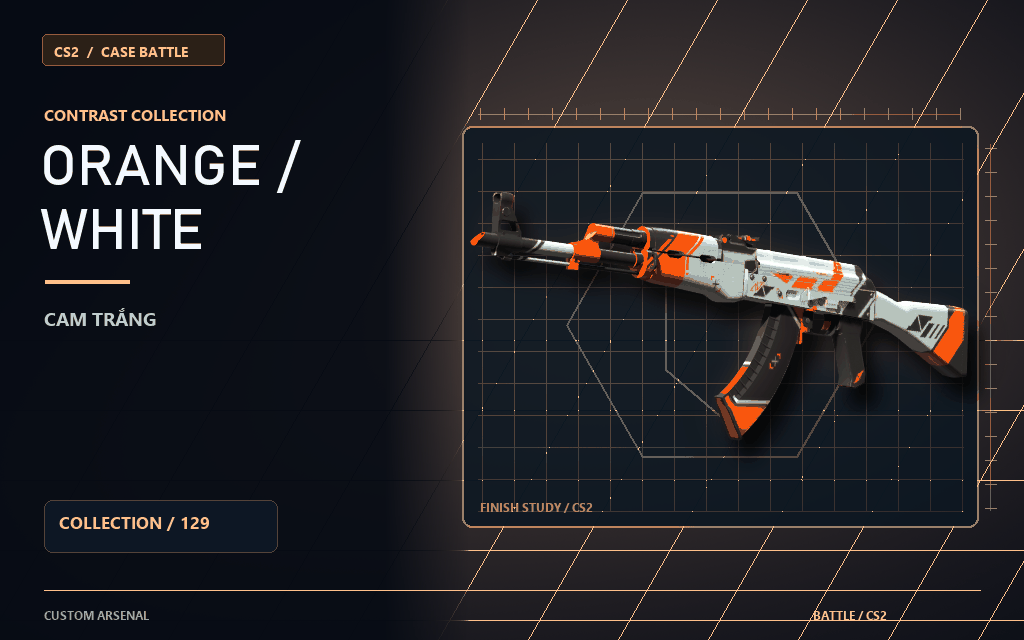 CS2 / CASE BATTLE
CONTRAST COLLECTION
ORANGE /
WHITE
CAM TRẮNG
FINISH STUDY / CS2
COLLECTION / 129
CUSTOM ARSENAL
BATTLE / CS2